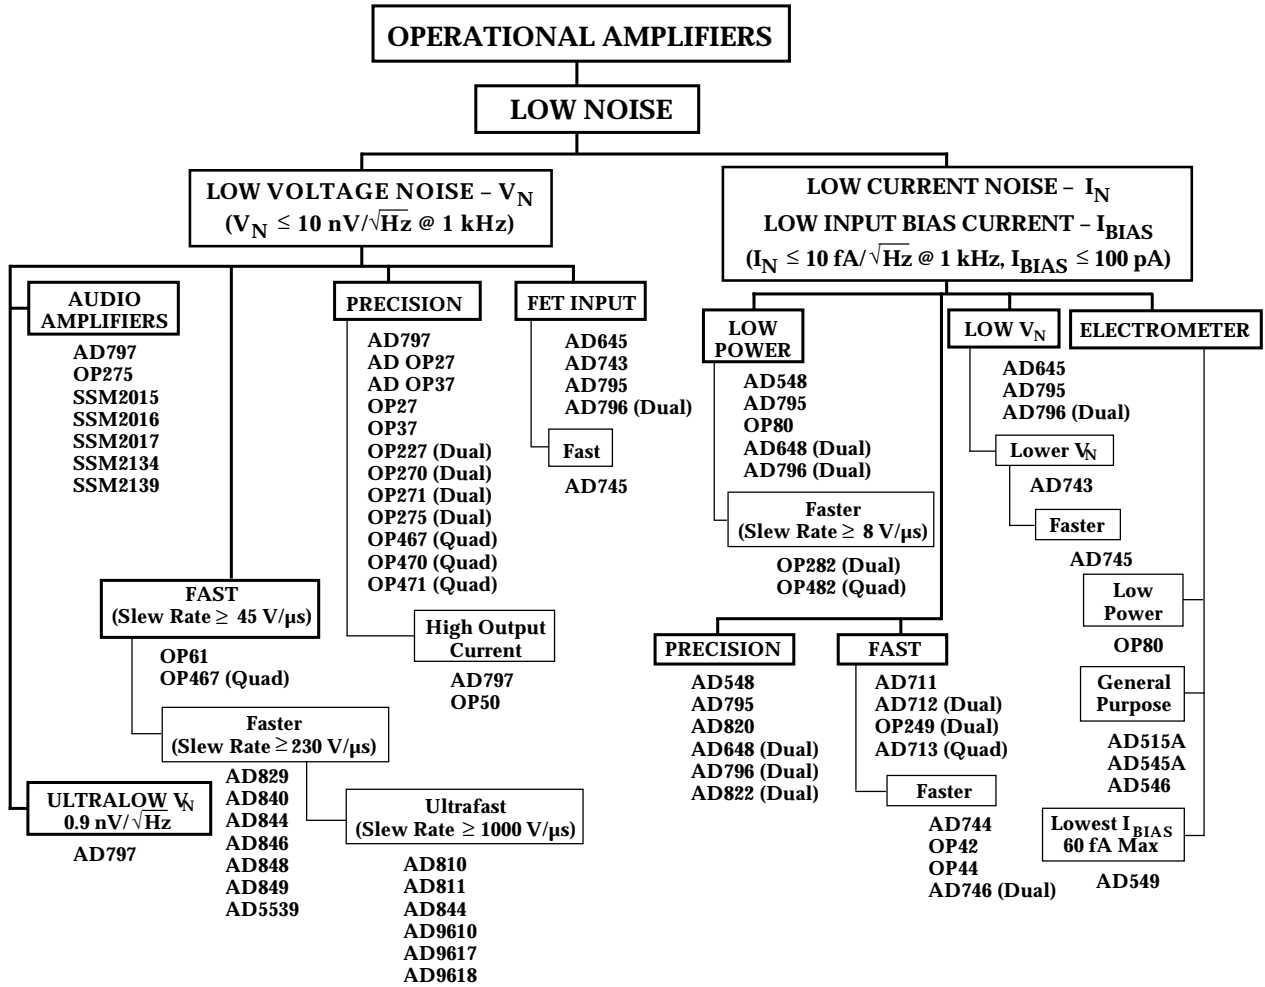 OPERATIONAL AMPLIFIERS
LOW NOISE
LOW VOLTAGE NOISE – VN
(VN ≤ 10 nV/√Hz @ 1 kHz)
AUDIO
AMPLIFIERS
AD797
OP275
SSM2015
SSM2016
SSM2017
SSM2134
SSM2139
FAST
(Slew Rate ≥ 45 V/µs)
OP61
OP467 (Quad)
Faster
(Slew Rate ≥ 230 V/µs)
AD829
AD840
AD844
AD846
AD848
AD849
AD5539
Ultrafast
(Slew Rate ≥ 1000 V/µs)
AD810
AD811
AD844
AD9610
AD9617
AD9618
ULTRALOW VN
0.9 nV/√Hz
AD797
PRECISION
AD797
AD OP27
AD OP37
OP27
OP37
OP227 (Dual)
OP270 (Dual)
OP271 (Dual)
OP275 (Dual)
OP467 (Quad)
OP470 (Quad)
OP471 (Quad)
High Output
Current
AD797
OP50
FET INPUT
AD645
AD743
AD795
AD796 (Dual)
Fast
AD745
LOW CURRENT NOISE – IN
LOW INPUT BIAS CURRENT – IBIAS
(IN ≤ 10 fA/√Hz @ 1 kHz, IBIAS ≤ 100 pA)
LOW
POWER
AD548
AD795
OP80
AD648 (Dual)
AD796 (Dual)
Faster
(Slew Rate ≥ 8 V/µs)
OP282 (Dual)
OP482 (Quad)
PRECISION
AD548
AD795
AD820
AD648 (Dual)
AD796 (Dual)
AD822 (Dual)
FAST
AD711
AD712 (Dual)
OP249 (Dual)
AD713 (Quad)
Faster
AD744
OP42
OP44
AD746 (Dual)
LOW VN
AD645
AD795
AD796 (Dual)
Lower VN
AD743
Faster
AD745
ELECTROMETER
Low
Power
OP80
General
Purpose
AD515A
AD545A
AD546
Lowest IBIAS
60 fA Max
AD549